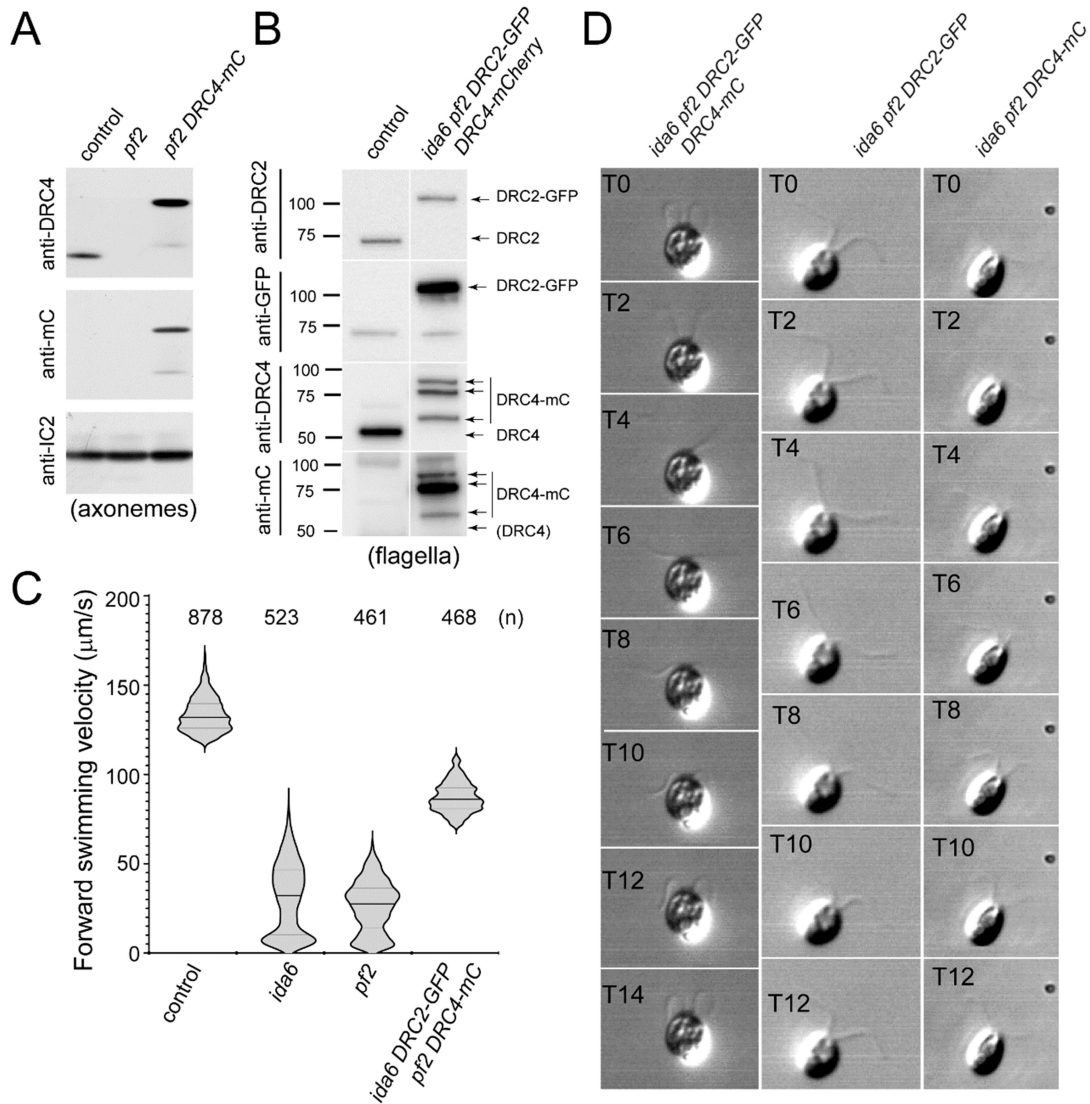 A
control
pf2
pf2 DRC4-mC
anti-DRC4
anti-mC
anti-IC2
(axonemes)
B
control
ida6 pf2 DRC2-GFP
DRC4-mCherry
anti-DRC2
100
75
DRC2-GFP
DRC2
anti-GFP
100
75
DRC2-GFP
anti-DRC4
100
75
50
DRC4-mC
DRC4
anti-mC
100
75
50
DRC4-mC
(DRC4)
(flagella)
C
Forward swimming velocity (μm/s)
200
150
100
50
0
878
523
461
468
(n)
control
ida6
pf2
ida6 DRC2-GFP
pf2 DRC4-mC
D
ida6 pf2 DRC2-GFP
DRC4-mC
ida6 pf2 DRC2-GFP
ida6 pf2 DRC4-mC
T0
T2
T4
T6
T8
T10
T12
T14
T0
T2
T4
T6
T8
T10
T12
T0
T2
T4
T6
T8
T10
T12